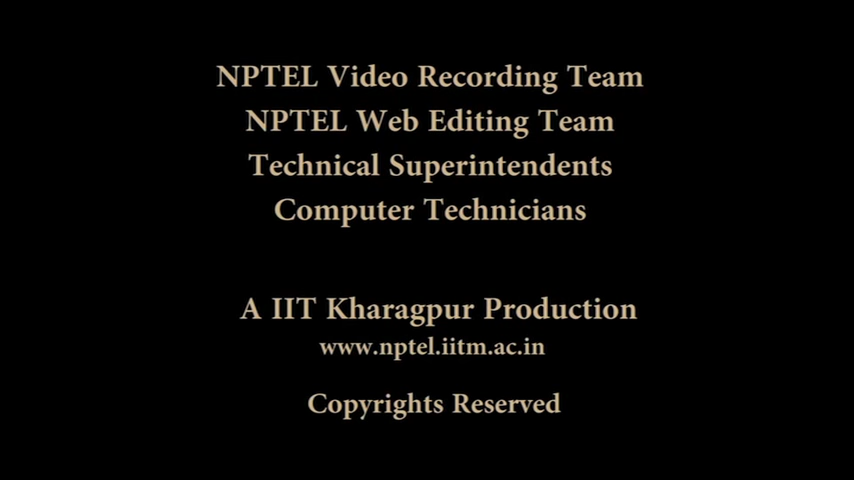 NPTEL Video Recording Team
NPTEL Web Editing Team
Technical Superintendents
Computer Technicians
A IIT Kharagpur Production
www.nptel.iitm.ac.in
Copyrights Reserved